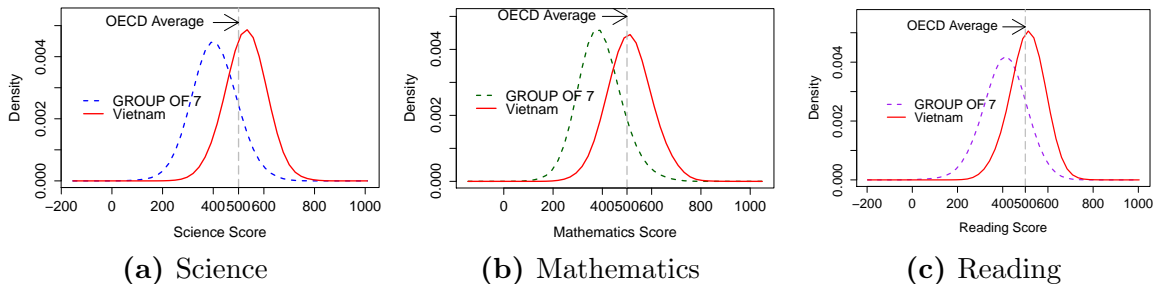 OECD Average
Density
0.000
0.002
0.004
GROUP OF 7
Vietnam
−200 0 200 400500600 800 1000
Science Score
(a) Science
OECD Average
Density
0.000
0.002
0.004
GROUP OF 7
Vietnam
0 200 400500600 800 1000
Mathematics Score
(b) Mathematics
OECD Average
Density
0.000
0.002
0.004
GROUP OF 7
Vietnam
−200 0 200 400500600 800 1000
Reading Score
(c) Reading